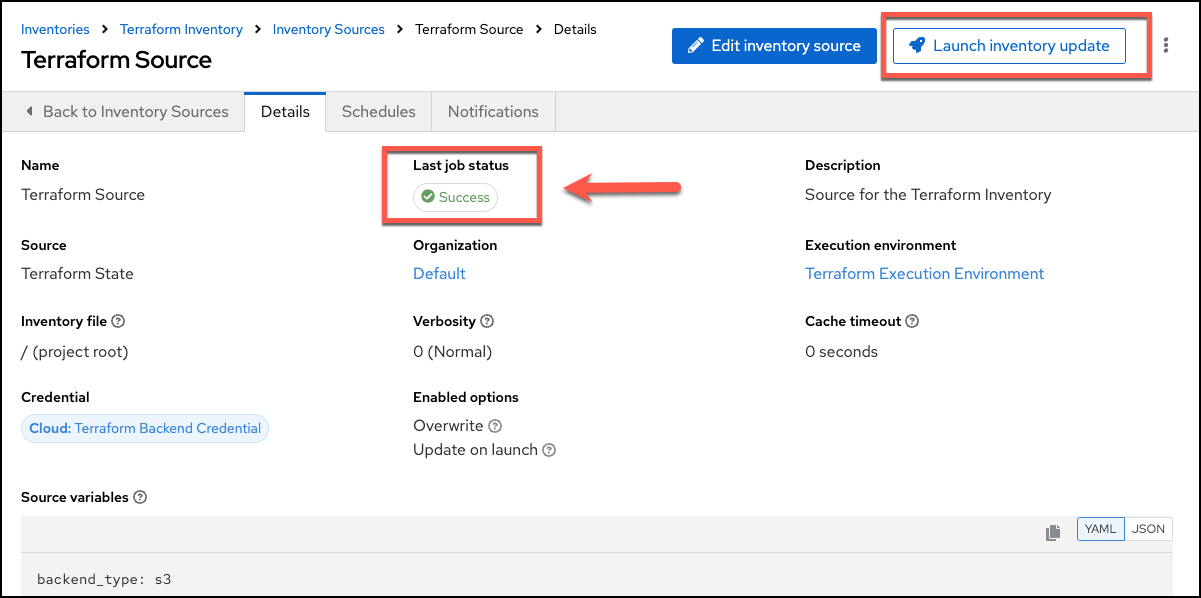 Inventories > Terraform Inventory > Inventory Sources > Terraform Source > Details
Terraform Source
Edit inventory source
Launch inventory update
Back to Inventory Sources
Details
Schedules
Notifications
Name
Terraform Source
Last job status
Success
Description
Source for the Terraform Inventory
Source
Terraform State
Organization
Default
Execution environment
Terraform Execution Environment
Inventory file
/ (project root)
Verbosity
0 (Normal)
Cache timeout
0 seconds
Credential
Cloud: Terraform Backend Credential
Enabled options
Overwrite
Update on launch
Source variables
YAML
JSON
backend_type: s3